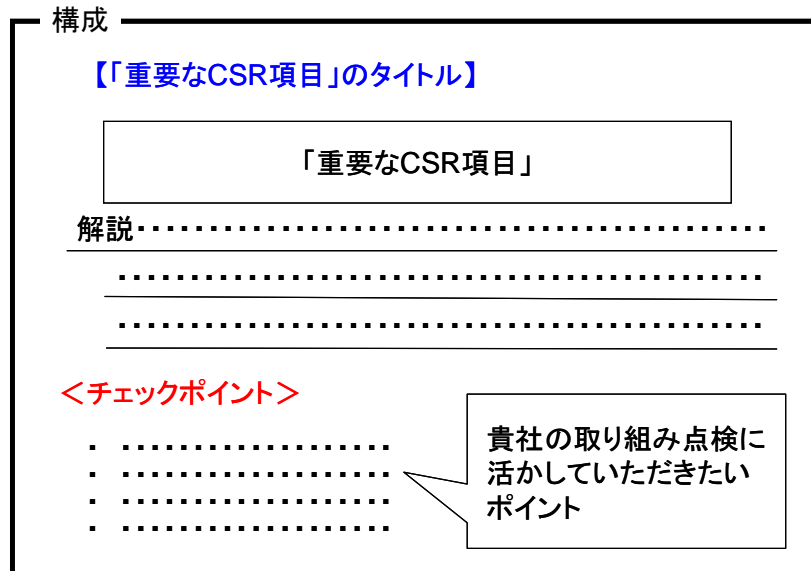 構成
【「重要なCSR項目」のタイトル】
「重要なCSR項目」
解説・・・・・・・・・・・・・・・・・・・・・・・・・・・・・・・・・・・・・・・・・・・・
・・・・・・・・・・・・・・・・・・・・・・・・・・・・・・・・・・・・・・・・・・・・・
・・・・・・・・・・・・・・・・・・・・・・・・・・・・・・・・・・・・・・・・・・・・・
＜チェックポイント＞
・ ・・・・・・・・・・・・・・・・・・・
・ ・・・・・・・・・・・・・・・・・・・
・ ・・・・・・・・・・・・・・・・・・・
・ ・・・・・・・・・・・・・・・・・・・
貴社の取り組み点検に
活かしていただきたい
ポイント